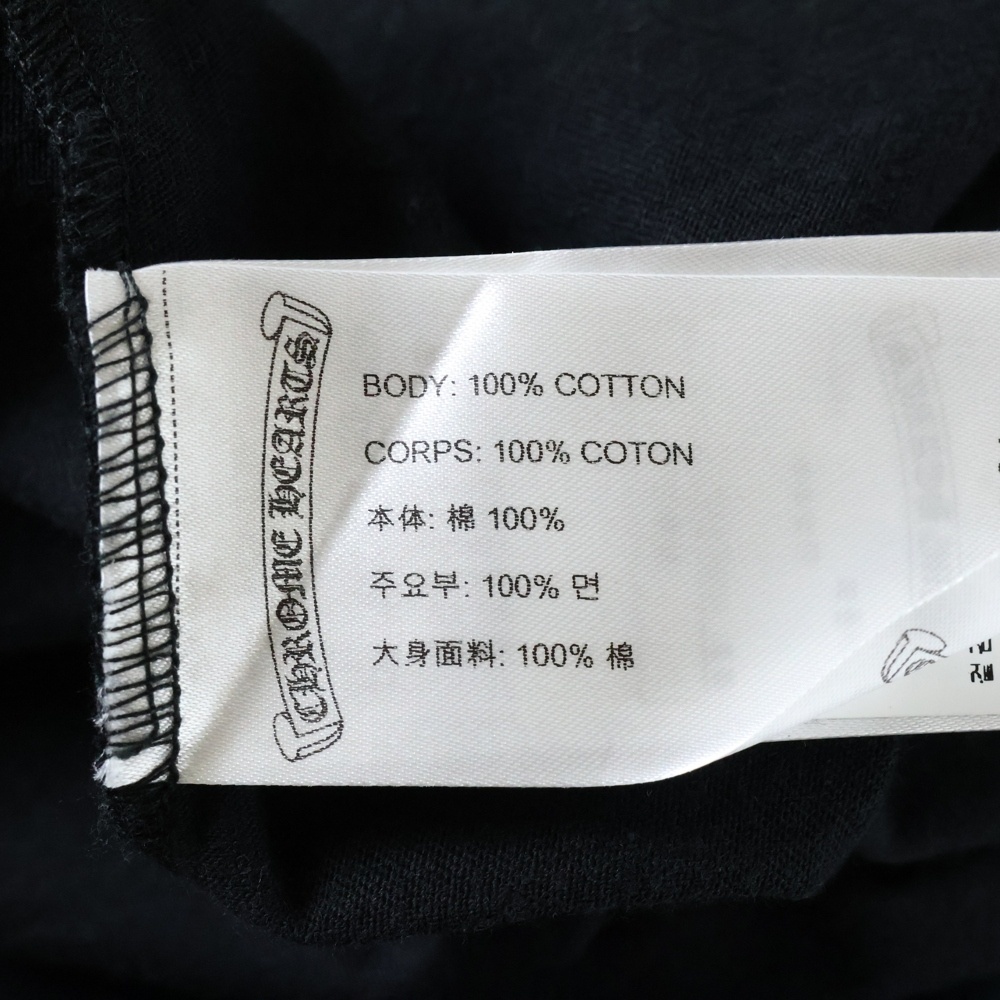 CHROME HEARTS
BODY: 100% COTTON
CORPS: 100% COTON
本体: 棉 100%
주요부: 100% 면
大身面料: 100% 棉